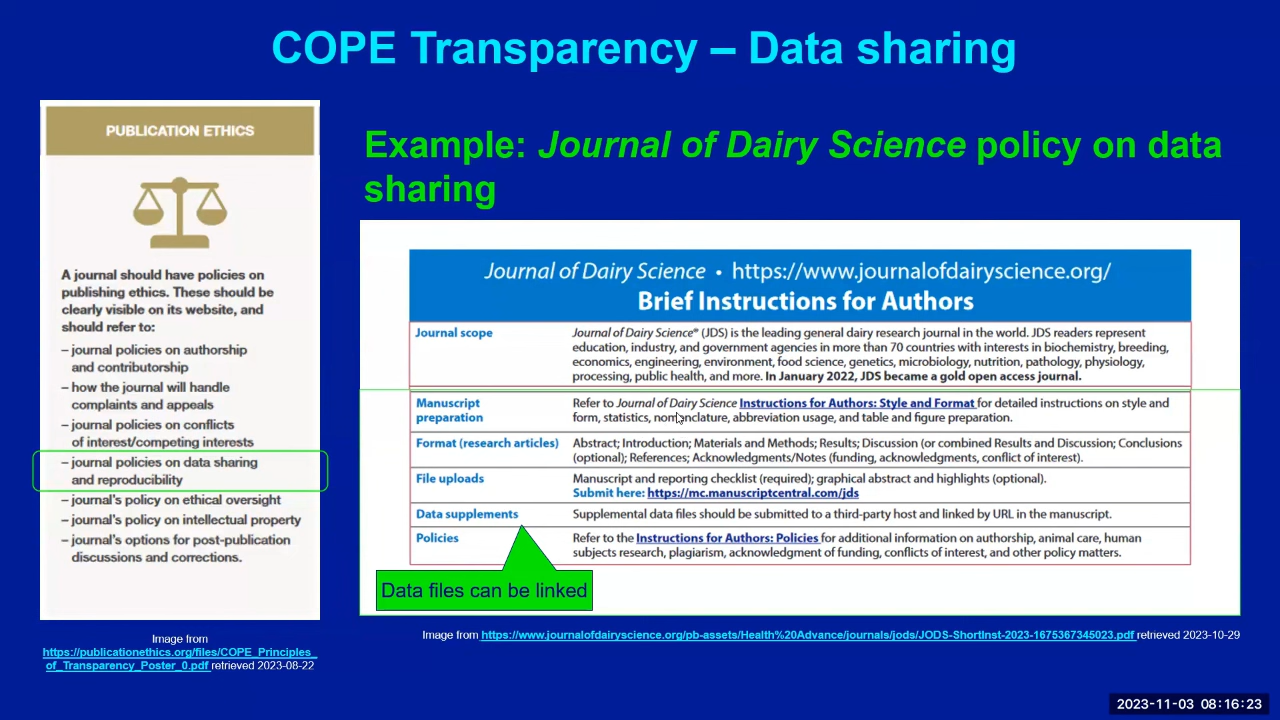 COPE Transparency – Data sharing
PUBLICATION ETHICS
A journal should have policies on
publishing ethics. These should be
clearly visible on its website, and
should refer to:
– journal policies on authorship
and contributorship
– how the journal will handle
complaints and appeals
– journal policies on conflicts
of interest/competing interests
– journal policies on data sharing
and reproducibility
– journal's policy on ethical oversight
– journal's policy on intellectual property
– journal's options for post-publication
discussions and corrections.
Image from
https://publicationethics.org/files/COPE_Principles_
of_Transparency_Poster_0.pdf retrieved 2023-08-22
Example: Journal of Dairy Science policy on data
sharing
Journal of Dairy Science • https://www.journalofdairyscience.org/
Brief Instructions for Authors
Journal scope
Journal of Dairy Science® (JDS) is the leading general dairy research journal in the world. JDS readers represent
education, industry, and government agencies in more than 70 countries with interests in biochemistry, breeding,
economics, engineering, environment, food science, genetics, microbiology, nutrition, pathology, physiology,
processing, public health, and more. In January 2022, JDS became a gold open access journal.
Manuscript
preparation
Refer to Journal of Dairy Science Instructions for Authors: Style and Format for detailed instructions on style and
form, statistics, nomenclature, abbreviation usage, and table and figure preparation.
Format (research articles)
Abstract; Introduction; Materials and Methods; Results; Discussion (or combined Results and Discussion; Conclusions
(optional); References; Acknowledgments/Notes (funding, acknowledgments, conflict of interest).
File uploads
Manuscript and reporting checklist (required); graphical abstract and highlights (optional).
Submit here: https://mc.manuscriptcentral.com/jds
Data supplements
Supplemental data files should be submitted to a third-party host and linked by URL in the manuscript.
Policies
Refer to the Instructions for Authors: Policies for additional information on authorship, animal care, human
subjects research, plagiarism, acknowledgment of funding, conflicts of interest, and other policy matters.
Data files can be linked
Image from https://www.journalofdairyscience.org/pb-assets/Health%20Advance/journals/jods/JODS-ShortInst-2023-1675367345023.pdf retrieved 2023-10-29
2023-11-03 08:16:23